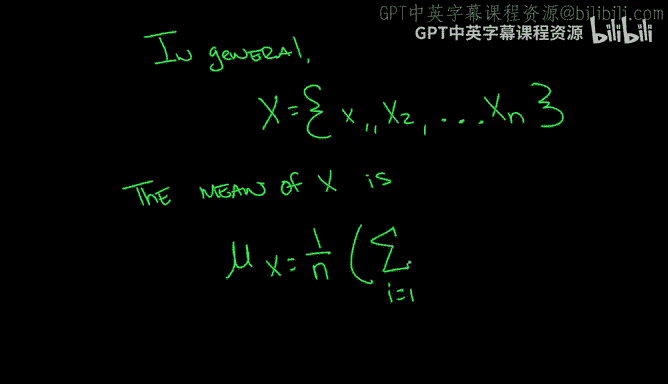 GPT中英字幕课程资源@bilibili.com
GPT中英字幕课程资源 bilibili
In general,
X = { x₁, x₂, ... xₙ }
The mean of X is
μₓ = 1/n ( ∑ i=1